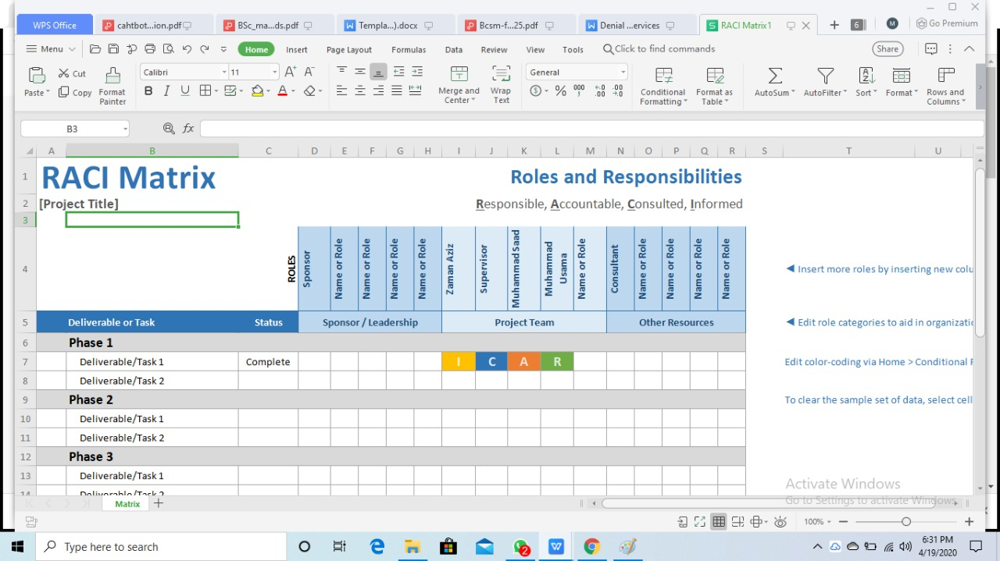 WPS Office
cahtbot...ion.pdf
BSc_ma...ds.pdf
Templa...).docx
Bcsm-f...25.pdf
Denial ...ervices
RACI Matrix1
6
M
Go Premium
Menu
Home
Insert
Page Layout
Formulas
Data
Review
View
Tools
Click to find commands
Share
Paste
Cut
Copy
Format Painter
Calibri
11
Merge and Center
Wrap Text
General
Conditional Formatting
Format as Table
AutoSum
AutoFilter
Sort
Format
Rows and Columns
B3
fx
A B C D E F G H I J K L M N O P Q R S T U
1 RACI Matrix Roles and Responsibilities
2 [Project Title] Responsible, Accountable, Consulted, Informed
3
4 ROLES Sponsor Name or Role Name or Role Name or Role Name or Role Zaman Aziz Supervisor Muhammad Saad Muhammad Usama Name or Role Consultant Name or Role Name or Role Name or Role Name or Role ◄ Insert more roles by inserting new colu
5 Deliverable or Task Status Sponsor / Leadership Project Team Other Resources ◄ Edit role categories to aid in organizatio
6 Phase 1
7 Deliverable/Task 1 Complete I C A R Edit color-coding via Home > Conditional F
8 Deliverable/Task 2
9 Phase 2 To clear the sample set of data, select cell
10 Deliverable/Task 1
11 Deliverable/Task 2
12 Phase 3
13 Deliverable/Task 1
14 Deliverable/Task 2
Activate Windows
Go to Settings to activate Windows.
Matrix
100%
Type here to search
2
6:31 PM
4/19/2020